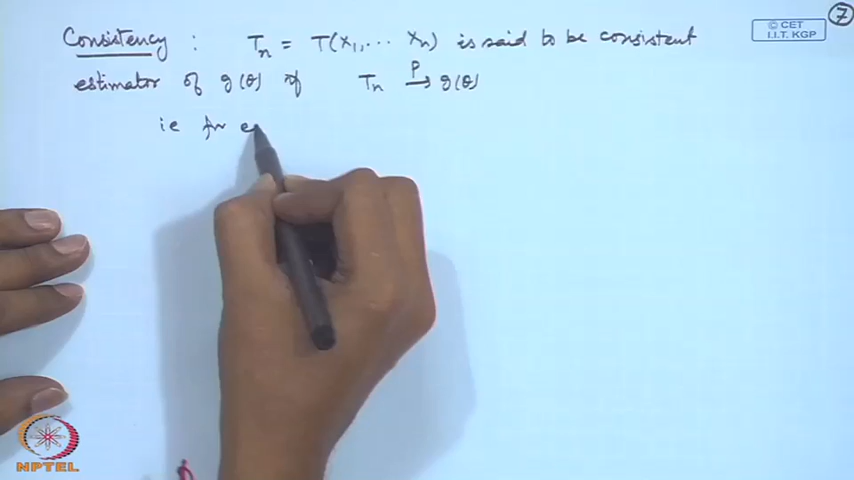 Consistency : Tn = T(X1, ... Xn) is said to be consistent
estimator of g(θ) if Tn →P g(θ)
ie for e
© CET
I.I.T. KGP
7
NPTEL